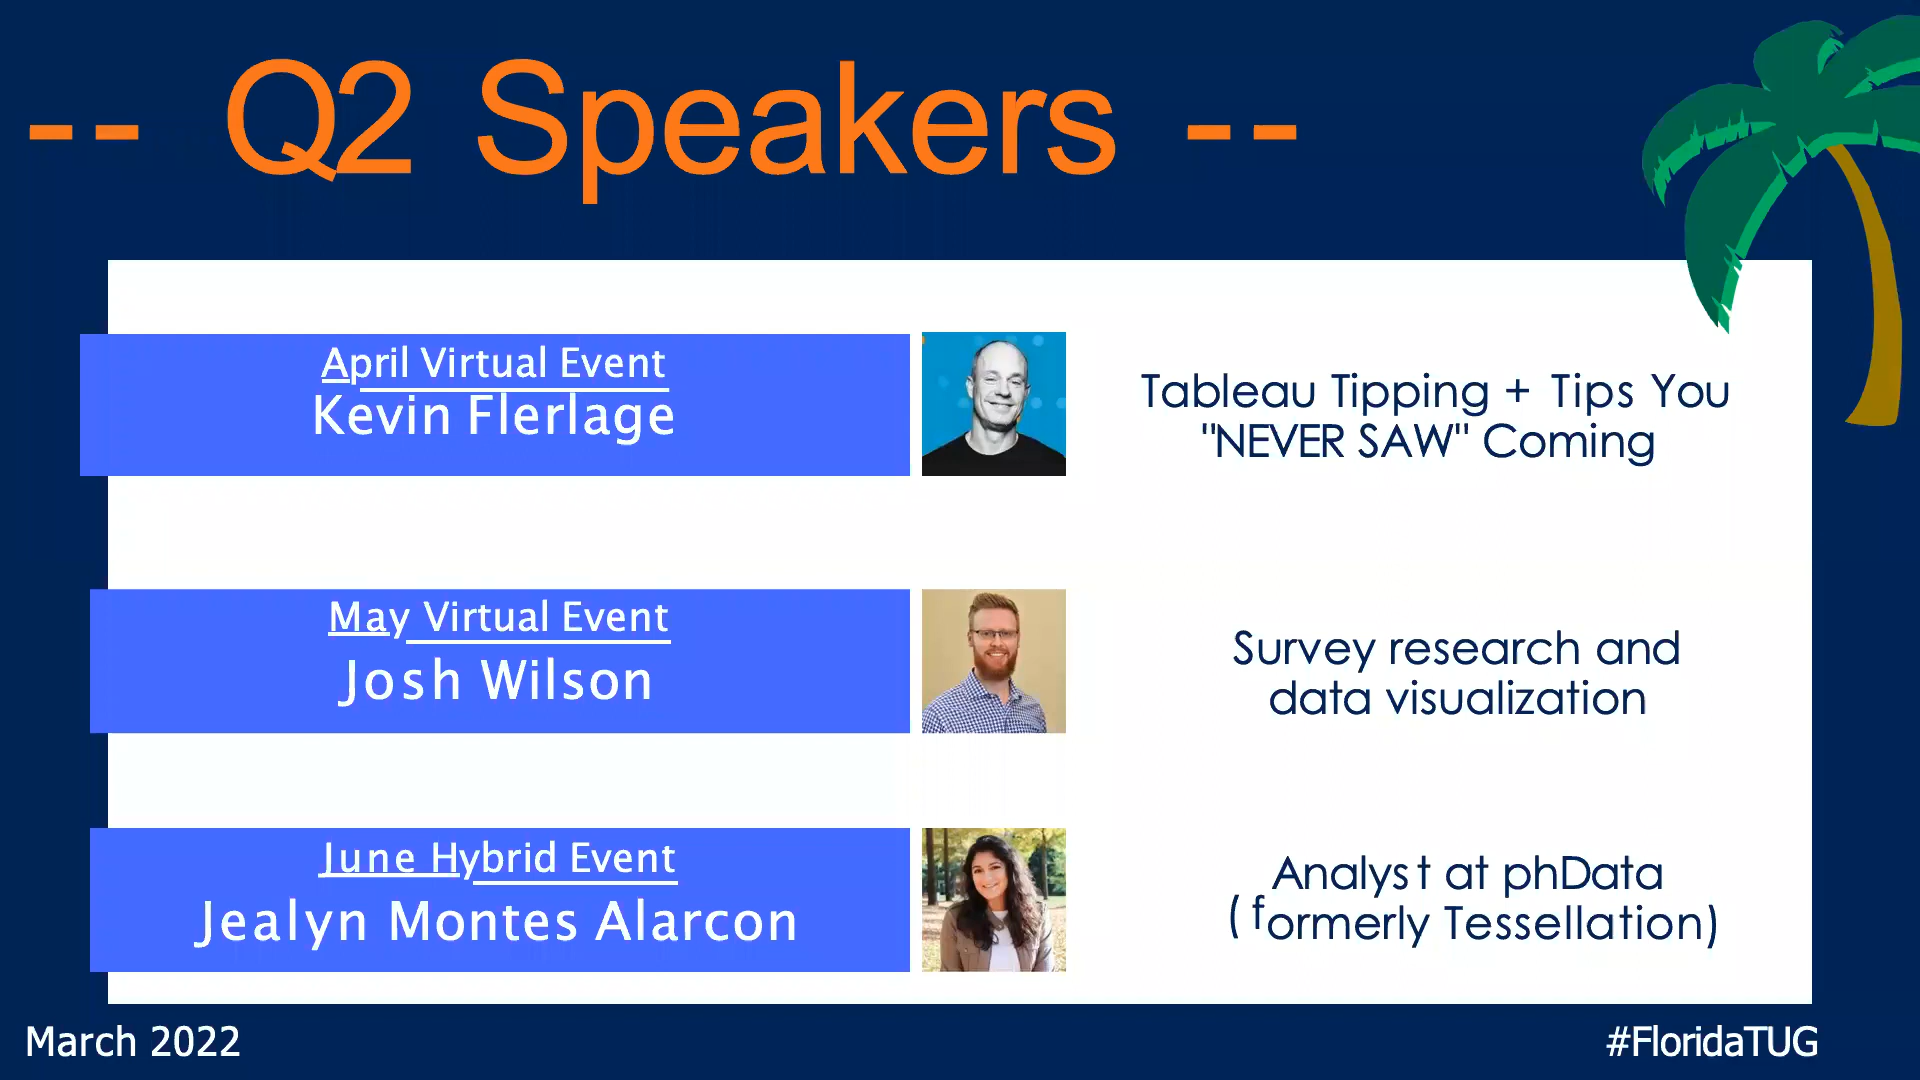 -- Q2 Speakers --
April Virtual Event
Kevin Flerlage
Tableau Tipping + Tips You
"NEVER SAW" Coming
May Virtual Event
Josh Wilson
Survey research and
data visualization
June Hybrid Event
Jealyn Montes Alarcon
Analyst at phData
(formerly Tessellation)
March 2022
#FloridaTUG